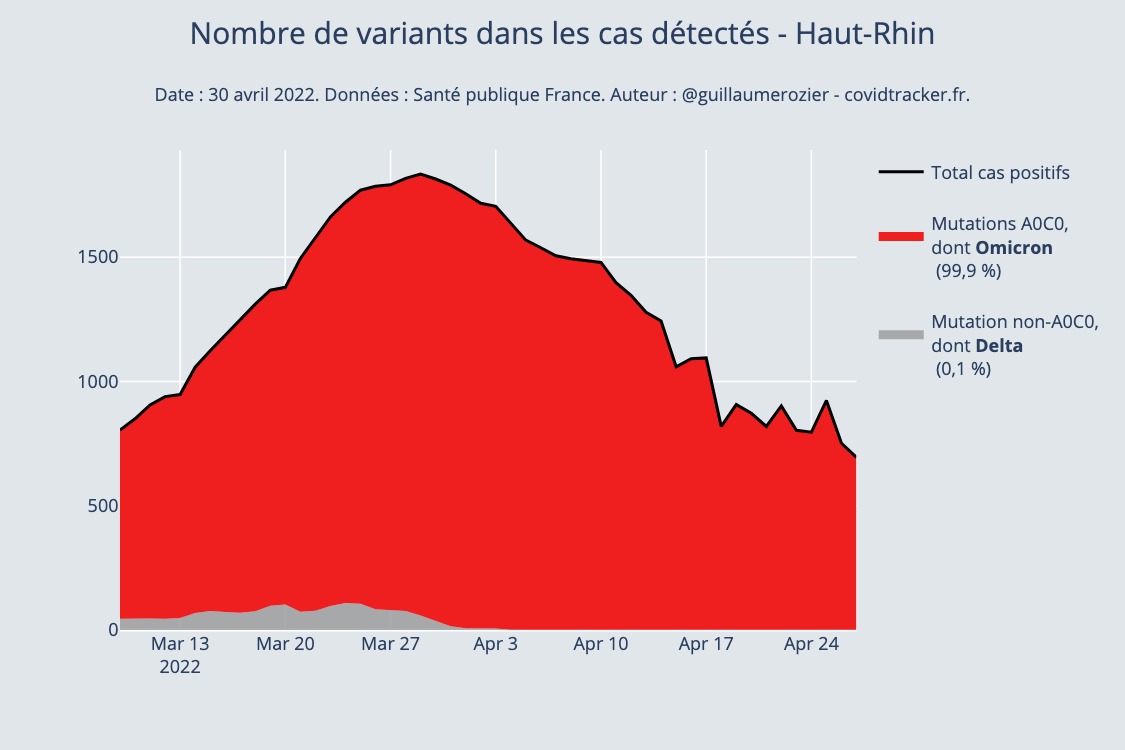 Nombre de variants dans les cas détectés - Haut-Rhin
Date : 30 avril 2022. Données : Santé publique France. Auteur : @guillaumerozier - covidtracker.fr.
Total cas positifs
Mutations A0C0,
dont Omicron
(99,9 %)
Mutation non-A0C0,
dont Delta
(0,1 %)
1500
1000
500
0
Mar 13 Mar 20 Mar 27 Apr 3 Apr 10 Apr 17 Apr 24
2022